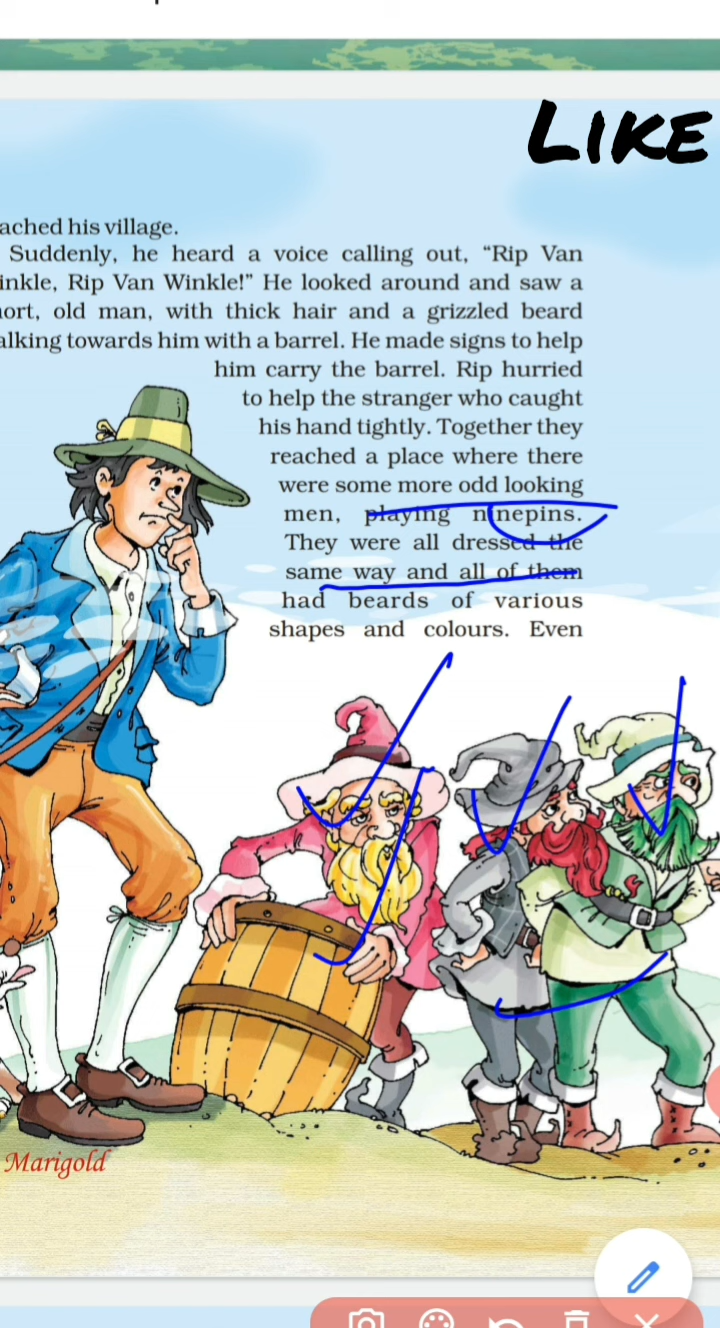 LIKE
ached his village.
Suddenly, he heard a voice calling out, “Rip Van
inkle, Rip Van Winkle!” He looked around and saw a
ort, old man, with thick hair and a grizzled beard
alking towards him with a barrel. He made signs to help
him carry the barrel. Rip hurried
to help the stranger who caught
his hand tightly. Together they
reached a place where there
were some more odd looking
men, playing ninepins.
They were all dressed the
same way and all of them
had beards of various
shapes and colours. Even
Marigold